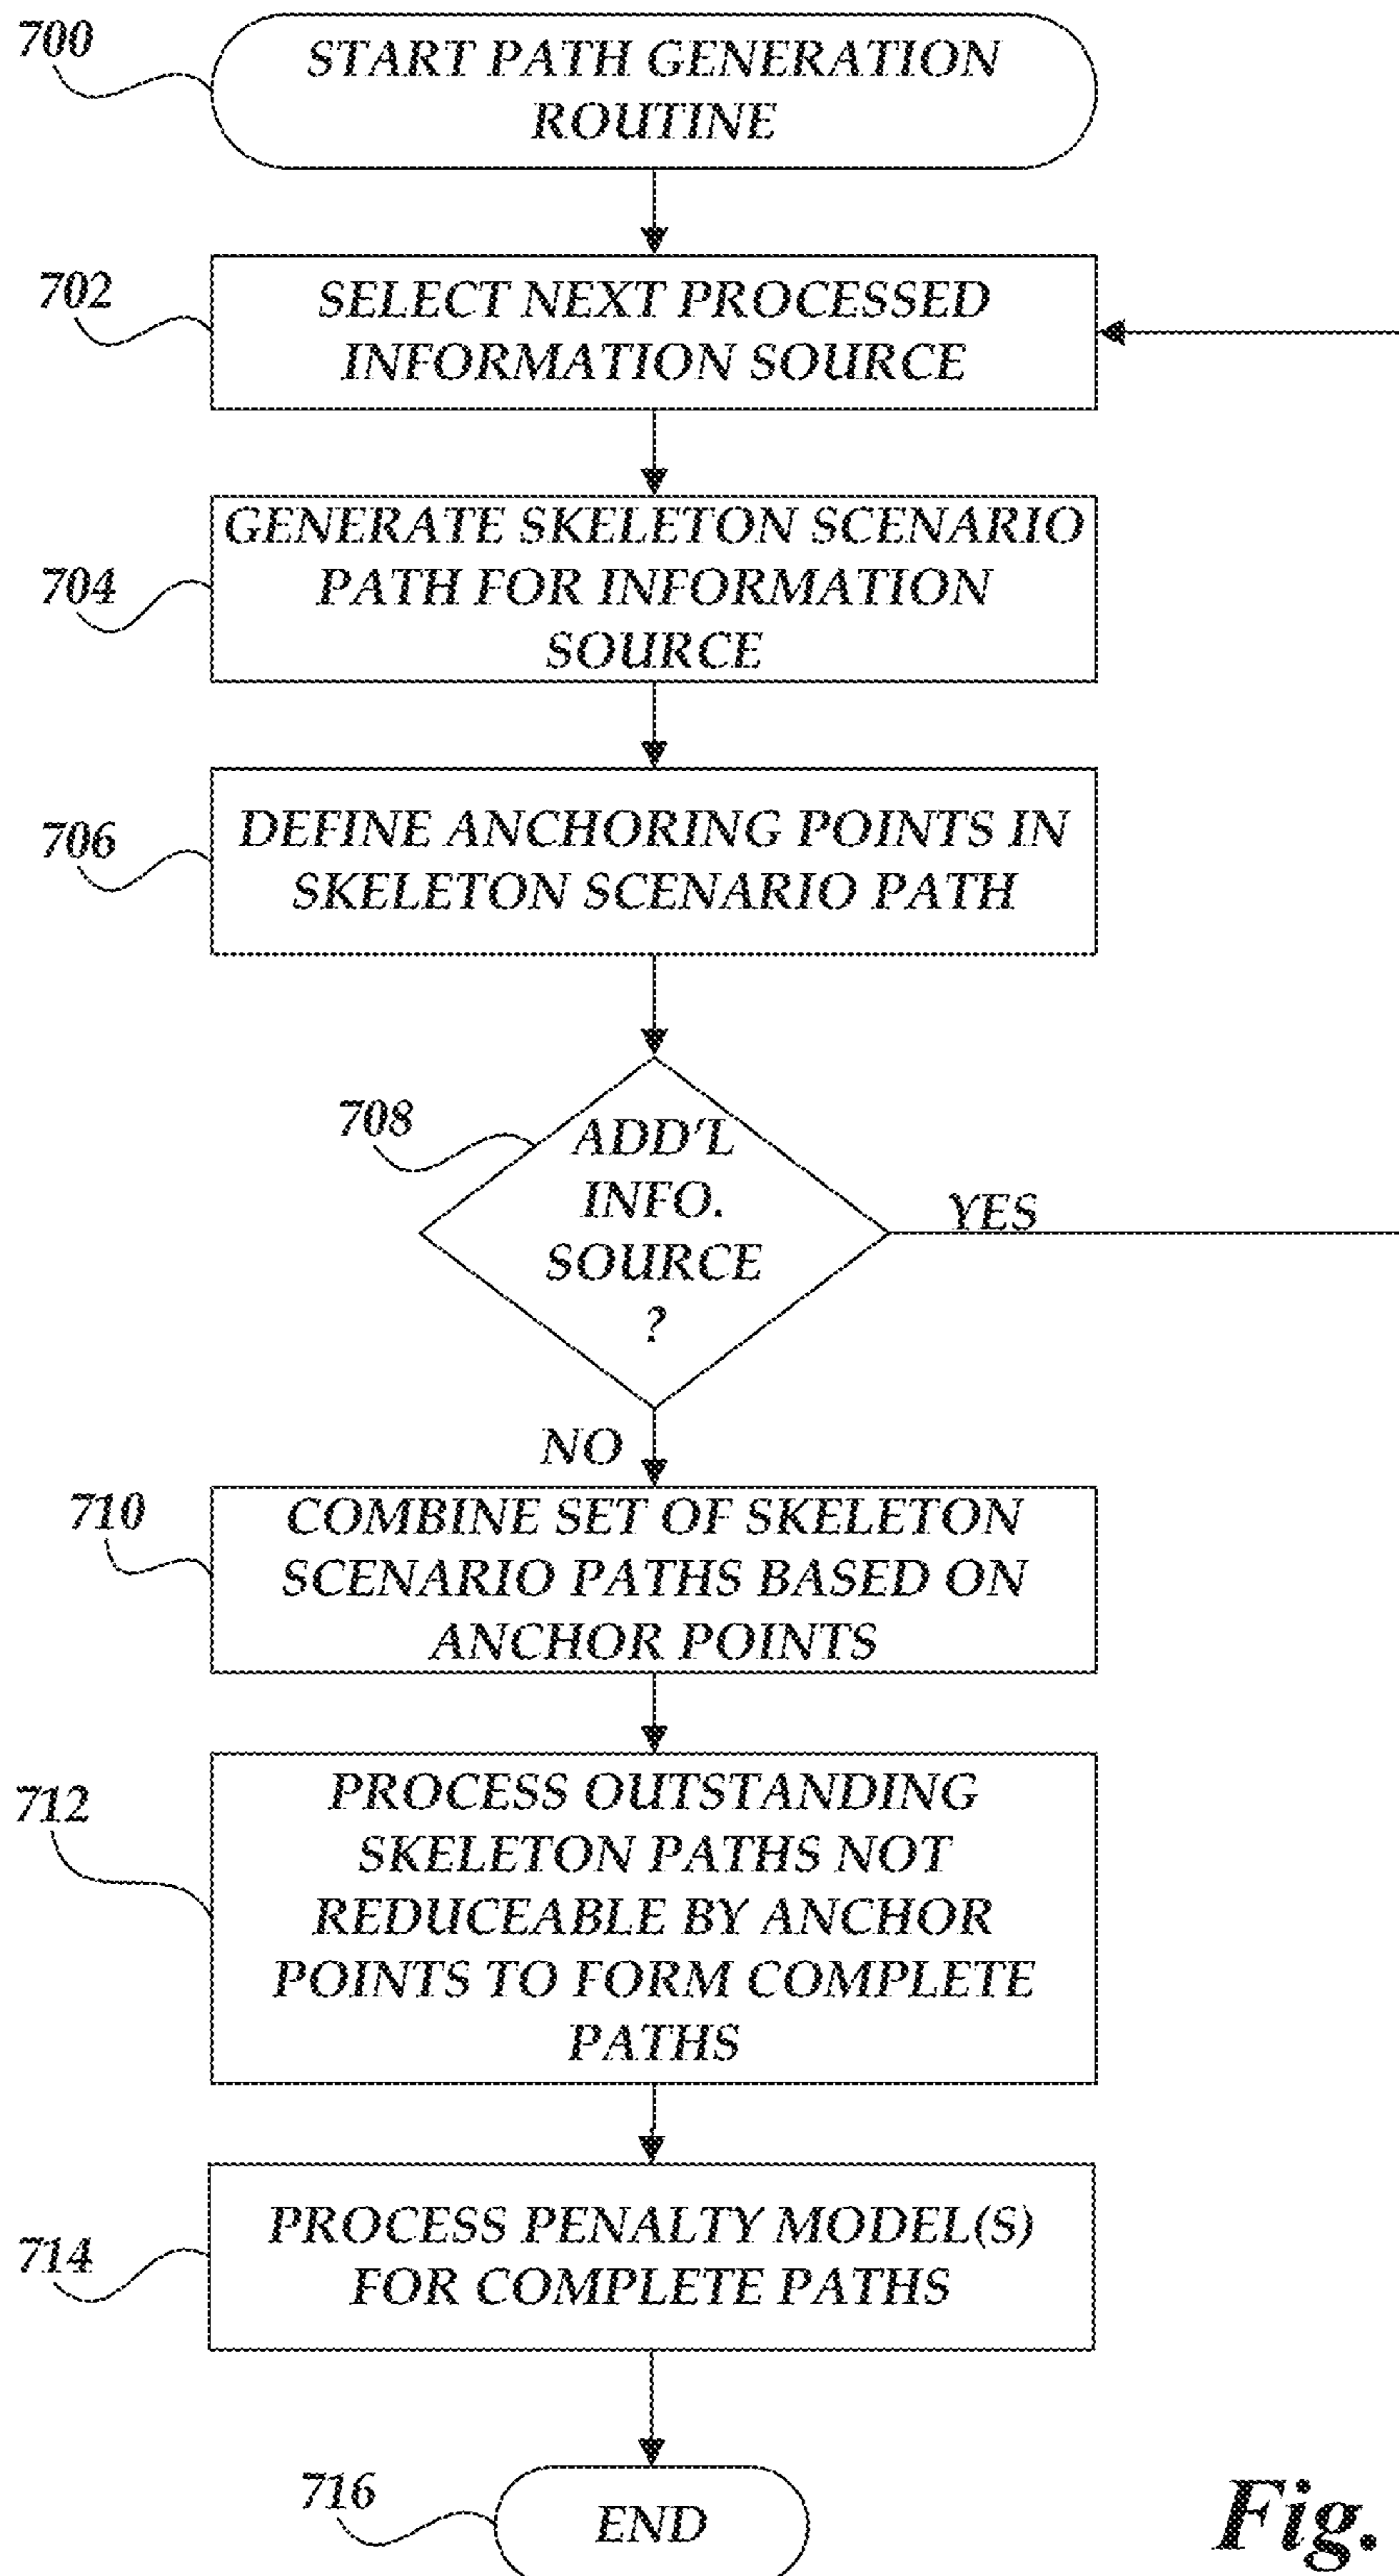 700
START PATH GENERATION
ROUTINE
702
SELECT NEXT PROCESSED
INFORMATION SOURCE
704
GENERATE SKELETON SCENARIO
PATH FOR INFORMATION
SOURCE
706
DEFINE ANCHORING POINTS IN
SKELETON SCENARIO PATH
708
ADD'L
INFO.
SOURCE
?
YES
NO
710
COMBINE SET OF SKELETON
SCENARIO PATHS BASED ON
ANCHOR POINTS
712
PROCESS OUTSTANDING
SKELETON PATHS NOT
REDUCEABLE BY ANCHOR
POINTS TO FORM COMPLETE
PATHS
714
PROCESS PENALTY MODEL(S)
FOR COMPLETE PATHS
716
END
Fig.